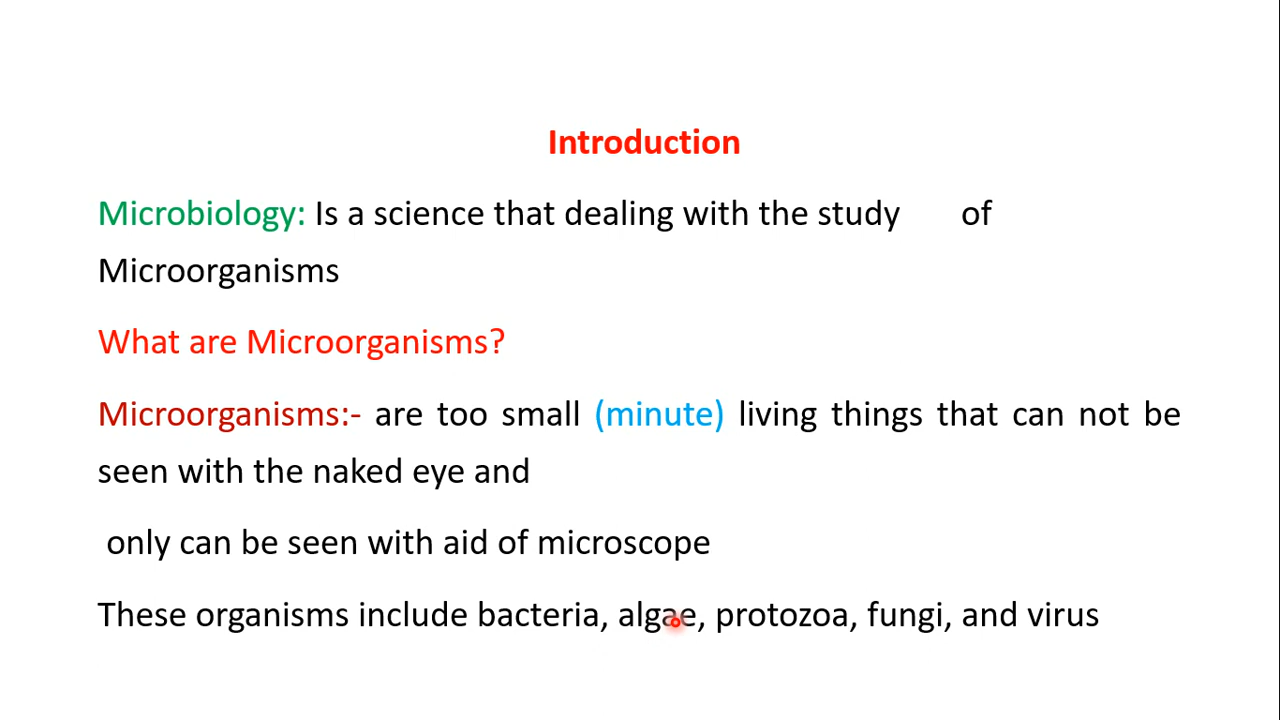 Introduction
Microbiology: Is a science that dealing with the study of
Microorganisms
What are Microorganisms?
Microorganisms:- are too small (minute) living things that can not be
seen with the naked eye and
only can be seen with aid of microscope
These organisms include bacteria, algae, protozoa, fungi, and virus